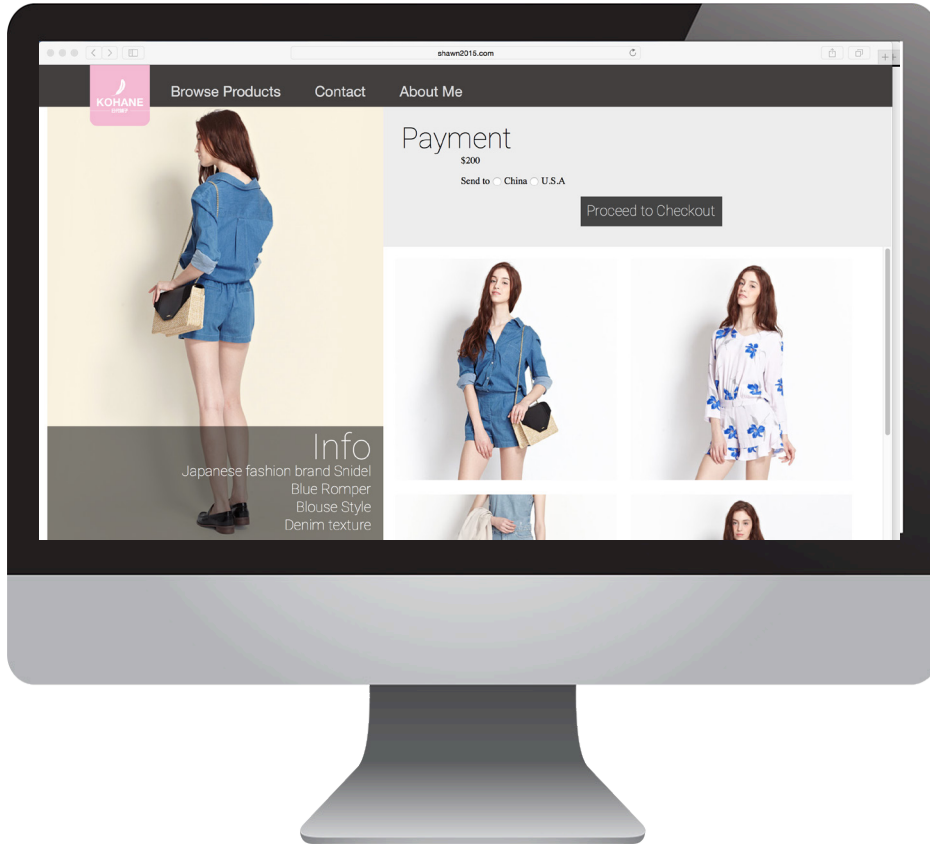 shawn2015.com
KOHANE
Browse Products
Contact
About Me
Payment
$200
Send to China U.S.A
Proceed to Checkout
Info
Japanese fashion brand Snidel
Blue Romper
Blouse Style
Denim texture